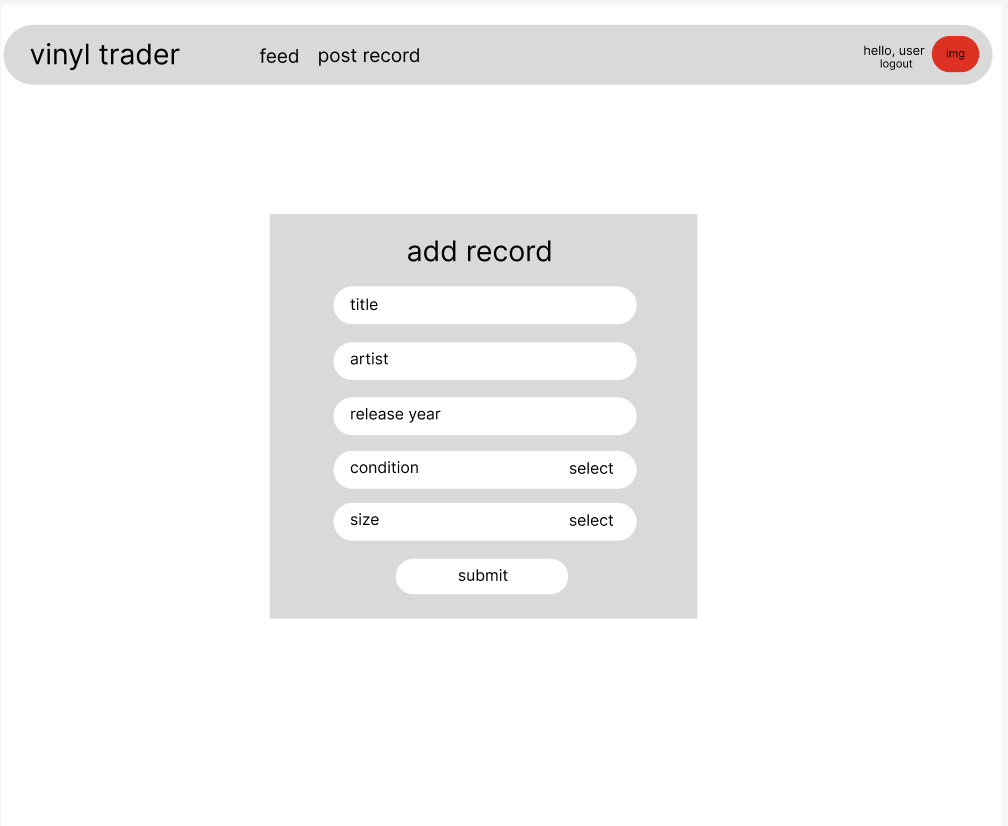 vinyl trader
feed
post record
hello, user
logout
img
add record
title
artist
release year
condition select
size select
submit